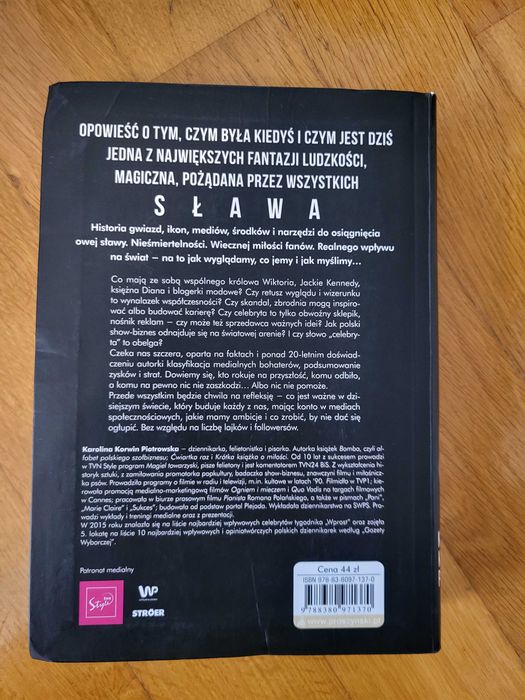 OPOWIEŚĆ O TYM, CZYM BYŁA KIEDYŚ I CZYM JEST DZIŚ
JEDNA Z NAJWIĘKSZYCH FANTAZJI LUDZKOŚCI,
MAGICZNA, POŻĄDANA PRZEZ WSZYSTKICH
SŁAWA
Historia gwiazd, ikon, mediów, środków i narzędzi do osiągnięcia
owej sławy. Nieśmiertelności. Wiecznej miłości fanów. Realnego wpływu
na świat – na to jak wyglądamy, co jemy i jak myślimy...
Co mają ze sobą wspólnego królowa Wiktoria, Jackie Kennedy,
księżna Diana i blogerki modowe? Czy retusz wyglądu i wizerunku
to wynalazek współczesności? Czy skandal, zbrodnia mogą inspiro-
wać albo budować karierę? Czy celebryta to tylko obwoźny sklepik,
nośnik reklam – czy może też sprzedawca ważnych idei? Jak polski
show-biznes odnajduje się na światowej arenie? I czy słowo „celebry-
ta” to obelga?
Czeka nas szczera, oparta na faktach i ponad 20-letnim doświad-
czeniu autorki klasyfikacja medialnych bohaterów, podsumowanie
zysków i strat. Dowiemy się, kto rokuje na przyszłość, komu odbiło,
a komu na pewno nic nie zaszkodzi... Albo nic nie pomoże.
Przede wszystkim będzie chwila na refleksję – co jest ważne w dzi-
siejszym świecie, który buduje każdy z nas, mając konto w mediach
społecznościowych, jakie mamy ambicje i co zrobić, by nie dać się
ogłupić. Bez względu na liczbę lajków i followersów.
Karolina Korwin Piotrowska – dziennikarka, felietonistka i pisarka. Autorka książek Bomba, czyli al-
fabet polskiego szołbiznesu; Ćwiartka raz i Krótka książka o miłości. Od 10 lat z sukcesem prowadzi
w TVN Style program Magiel towarzyski, pisze felietony i jest komentatorem TVN24 BiS. Z wykształcenia hi-
storyk sztuki, z zamiłowania promotorka popkultury, badaczka show-biznesu, znawczyni filmu i miłośnicz-
ka psów. Prowadziła programy o filmie w radiu i telewizji, m.in. kultowe w latach '90. Filmidło w TVP1; kie-
rowała promocją medialno-marketingową filmów Ogniem i mieczem i Quo Vadis na targach filmowych
w Cannes; pracowała w biurze prasowym filmu Pianista Romana Polańskiego, a także w pismach „Pani”,
„Marie Claire” i „Sukces”; budowała od podstaw portal Plejada. Wykładała dziennikarstwo na SWPS. Pro-
wadzi wykłady i treningi medialne oraz z prezentacji.
W 2015 roku znalazła się na liście najbardziej wpływowych celebrytów tygodnika „Wprost” oraz zajęła
5. lokatę na liście 10 najbardziej wpływowych i opiniotwórczych polskich dziennikarek według „Gazety
Wyborczej”.
Patronat medialny
tvn
Style
WP
STRÖER
Cena 44 zł
ISBN 978-83-8097-137-0
9 788380 971370
www.proszynski.pl